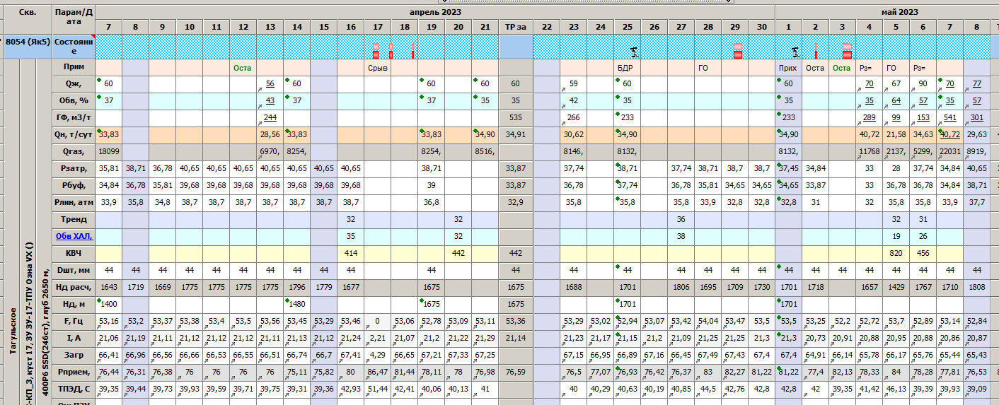 Скв. Парам/Дата апрель 2023 май 2023
7 8 9 10 11 12 13 14 15 16 17 18 19 20 21 ТР за 22 23 24 25 26 27 28 29 30 1 2 3 4 5 6 7 8
8054 (Як5) Состояние
Прим Оста Срыв БДР ГО Прих Оста Оста Рз= ГО Рз=
Qж, 60 56 60 60 60 60 59 60 60 70 67 90 70 77
Обв, % 37 43 37 37 35 35 42 35 35 35 64 57 35 57
ГФ, м3/т 244 535 266 233 233 289 99 153 541 301
Qн, т/сут 33,83 28,56 33,83 33,83 34,90 34,91 30,62 34,90 34,90 40,72 21,58 34,63 40,72 29,63
Qгаз, 18099 6970, 8254, 8254, 8516, 8146, 8132, 8132, 11768 2137, 5299, 22031 8919,
Рзатр, 35,81 38,71 36,78 40,65 40,65 40,65 40,65 40,65 40,65 40,65 38,71 33,87 37,74 38,71 37,74 38,71 38,7 38,7 37,45 34,84 33 28 37,74 34,84 40,65
Рбуф, 34,84 36,78 35,81 39,68 39,68 39,68 39,68 39,68 39,68 39,68 39 33,87 36,78 37,74 36,78 35,81 34,65 34,65 34,65 33,87 33 36,78 36,78 34,84 38,71
Рлин, атм 33,9 35,8 34,8 38,7 38,7 38,7 38,7 38,7 38,7 38,7 36,8 32,9 35,8 35,8 35,8 33,9 32,8 32,8 32,8 31 32 35,8 35,8 33,9 37,7
Тренд 32 32 36 32 31
Обв ХАЛ, 35 32 38 19 26
КВЧ 414 442 442 820 456
Dшт, мм 44 44 44 44 44 44 44 44 44 44 44 44 44 44 44 44 44 44 44 44 44 44 44 44 44
Нд расч, 1643 1719 1669 1775 1775 1775 1775 1796 1779 1677 1675 1675 1688 1701 1806 1695 1709 1730 1701 1718 1657 1429 1767 1710 1808
Нд, м 1400 1480 1675 1675 1701 1701
F, Гц 53,16 53,2 53,37 53,38 53,4 53,5 53,56 53,45 53,29 53,46 0 53,06 52,78 53,09 53,11 53,36 53,29 53,02 52,94 53,07 53,42 54,04 53,47 53,5 53,5 53,25 52,2 52,72 53,7 52,89 53,14 52,84
I, А 21,06 21,19 21,11 21,12 21,12 21,12 21,11 21,13 21,12 21,24 2,21 21,07 21,2 21,22 21,29 21,14 21,23 21,17 21,15 21,2 21,09 21,25 21,25 21,3 21,3 20,73 20,91 20,88 20,95 20,88 20,86 20,87
Загр 66,41 66,96 66,56 66,66 66,53 66,55 66,51 66,74 66,7 67,41 4,29 66,65 67,21 67,33 67,25 67,15 66,95 66,89 67,16 66,45 67,49 67,43 67,4 67,4 64,91 66,14 65,78 66,17 65,76 65,44 65,43
Рприем, 76,44 76,31 76,38 76 76 76 76 75,11 75,82 80 86,47 81,44 78,11 78 76,98 76,59 76,5 77,07 76,93 76,42 76,37 83 82,27 81,22 81,22 77,4 82,13 78,33 84 78,28 77,81 76,53
ТПЭД, С 39,35 39,44 39,73 39,93 39,59 39,71 39,75 39,31 39,36 42,93 51,44 42,41 40,06 40,13 41 40 40,29 40,63 40,19 40,85 44,5 42,76 42,8 42,8 42 39,35 41,42 46,13 39,39 39,93 39,09
Тагульское
-КП_3, куст 17, ЗУ ЗУ-17-ТПУ Озна VX ()
400Р6 SSD(246ст), глуб 2650 м,